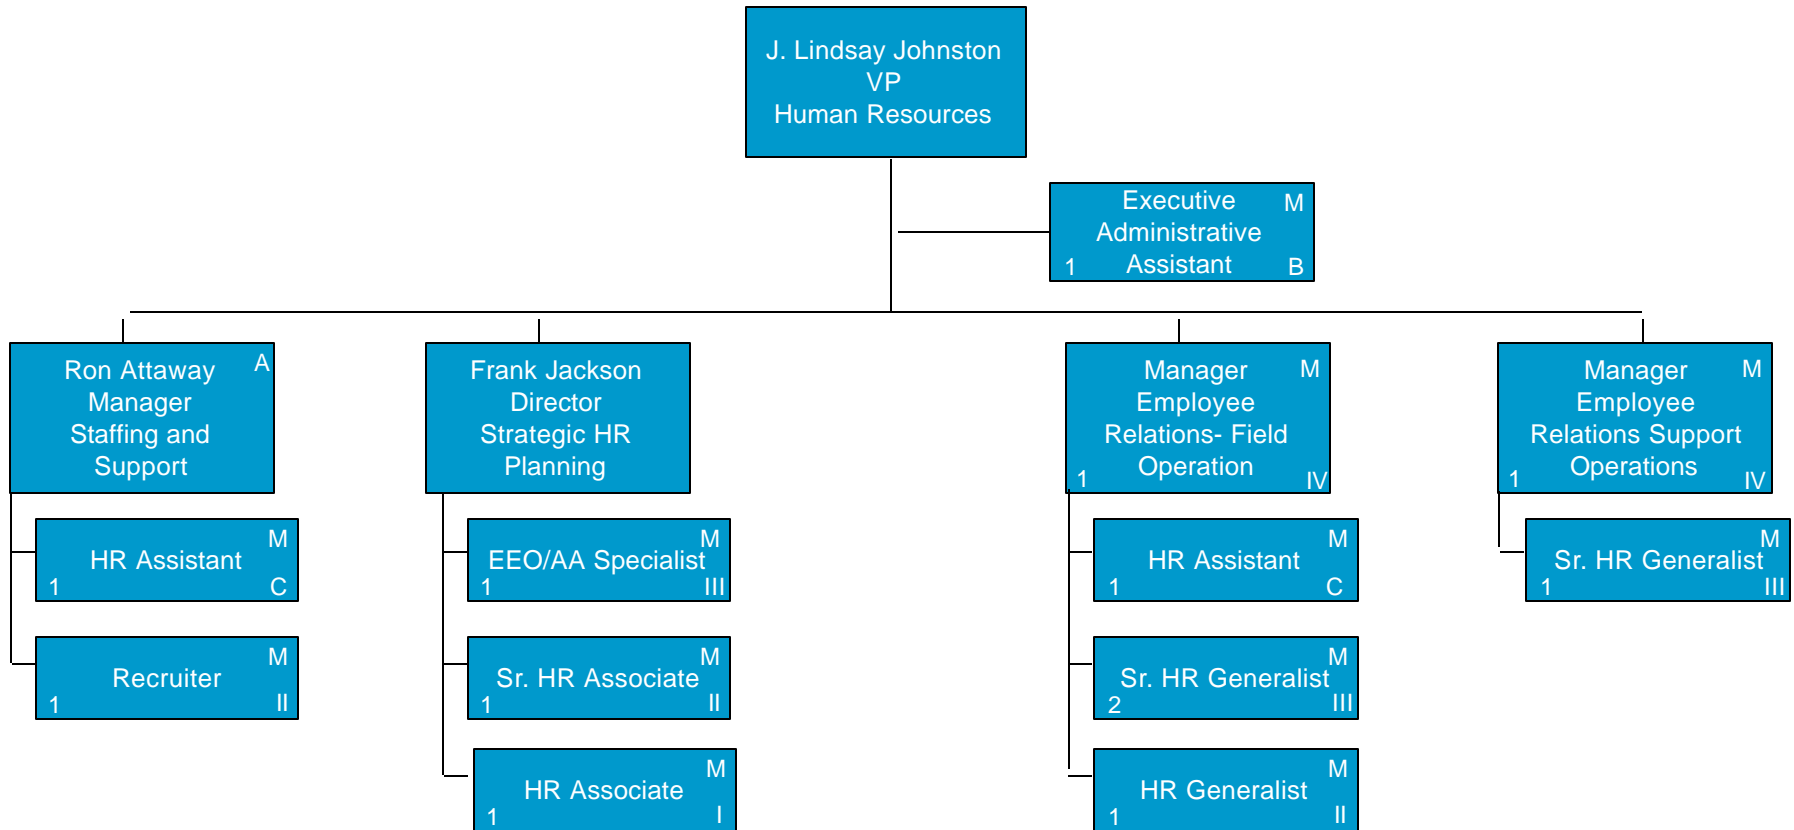 J. Lindsay Johnston
VP
Human Resources
Executive M
Administrative
1 Assistant B
Ron Attaway A
Manager
Staffing and
Support
Frank Jackson
Director
Strategic HR
Planning
Manager M
Employee
Relations- Field
Operation
1 IV
Manager M
Employee
Relations Support
Operations
1 IV
M
HR Assistant
1 C
M
EEO/AA Specialist
1 III
M
HR Assistant
1 C
M
Sr. HR Generalist
1 III
M
Recruiter
1 II
M
Sr. HR Associate
1 II
M
Sr. HR Generalist
2 III
M
HR Associate
1 I
M
HR Generalist
1 II